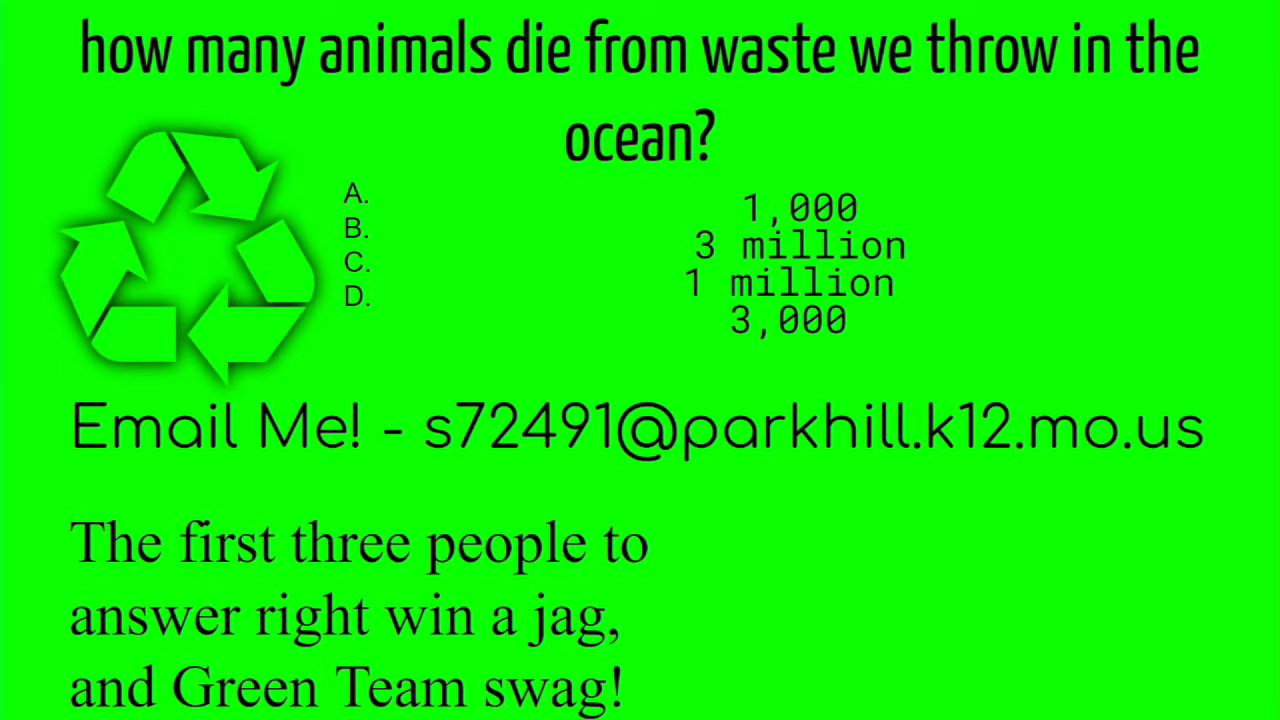 how many animals die from waste we throw in the
ocean?
A.
B.
C.
D.
1,000
3 million
1 million
3,000
Email Me! - s72491@parkhill.k12.mo.us
The first three people to
answer right win a jag,
and Green Team swag!